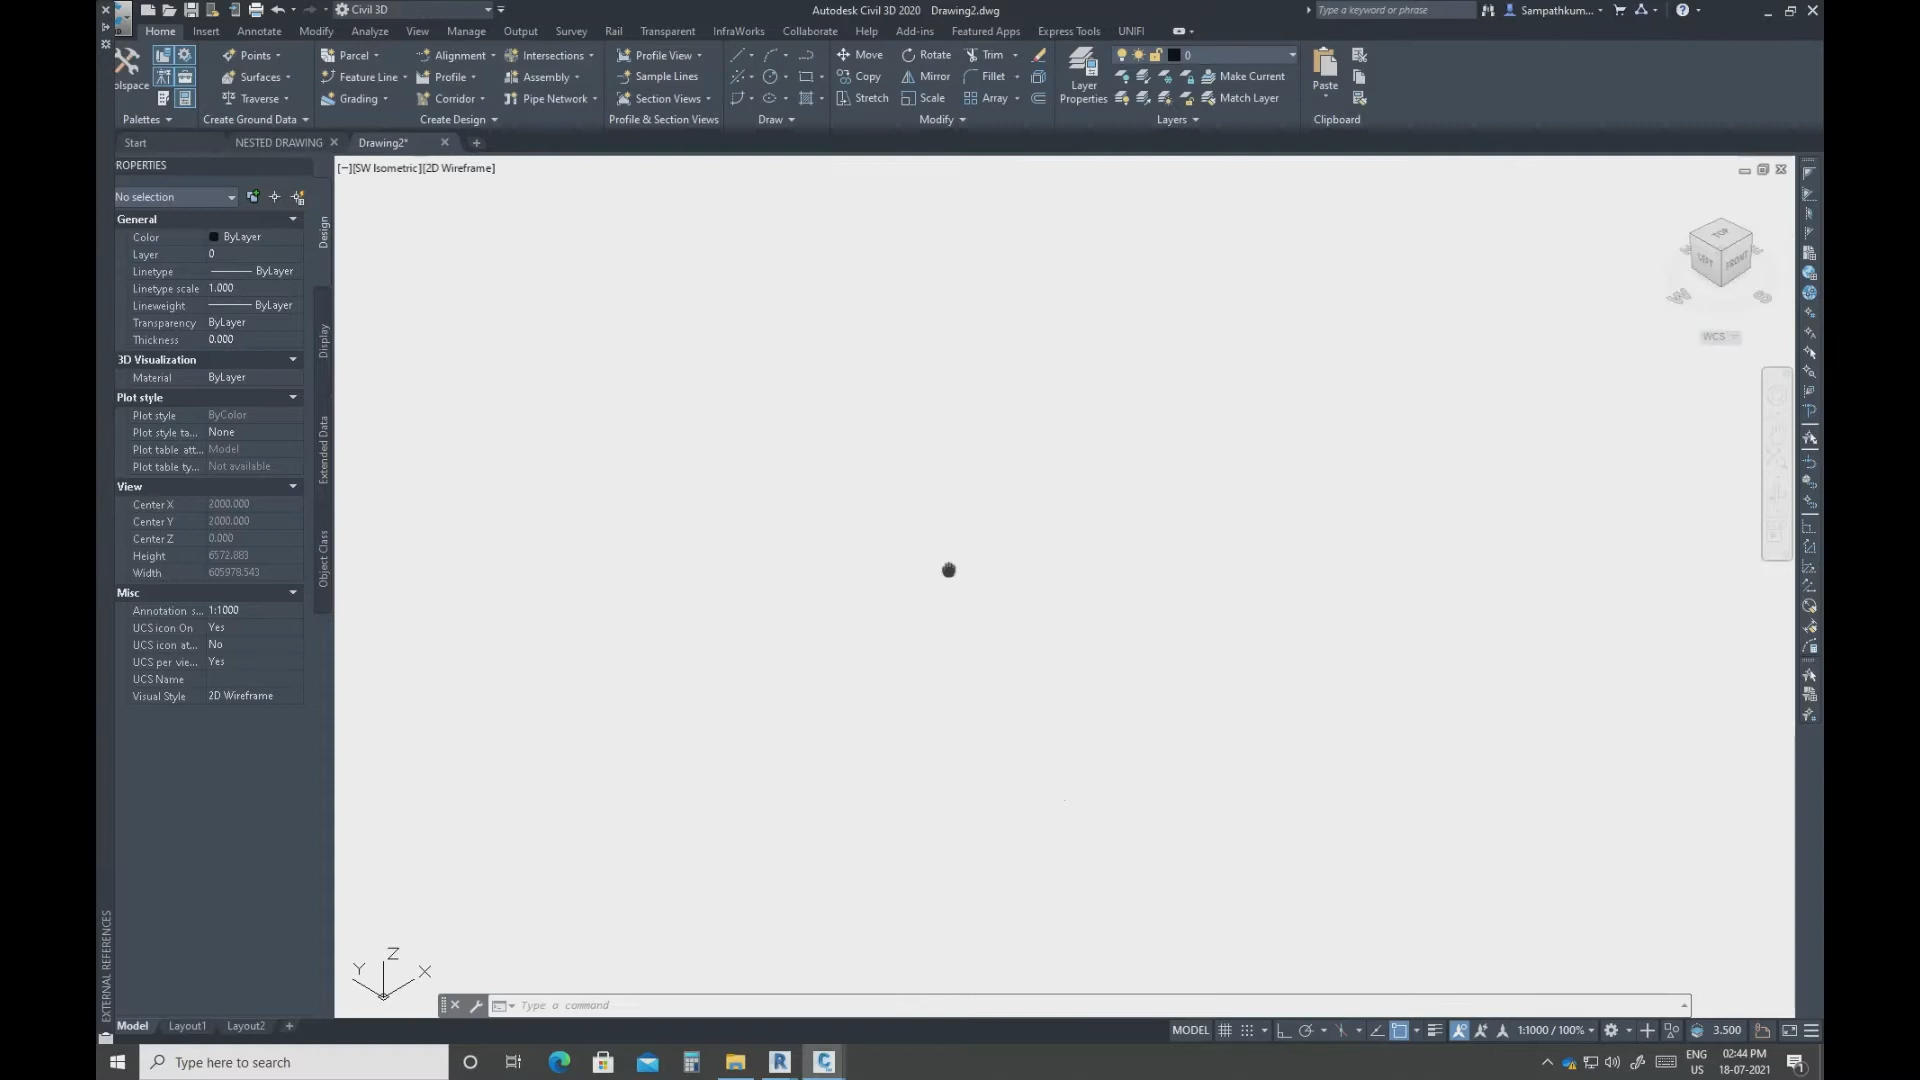 Civil 3D
Autodesk Civil 3D 2020 Drawing2.dwg
Type a keyword or phrase
Sampathkum...
Home Insert Annotate Modify Analyze View Manage Output Survey Rail Transparent InfraWorks Collaborate Help Add-ins Featured Apps Express Tools UNIFI
Points Parcel Alignment Intersections Profile View Move Rotate Trim 0
Surfaces Feature Line Profile Assembly Sample Lines Copy Mirror Fillet Make Current
olspace Traverse Grading Corridor Pipe Network Section Views Stretch Scale Array Layer Properties Match Layer Paste
Palettes Create Ground Data Create Design Profile & Section Views Draw Modify Layers Clipboard
Start NESTED DRAWING Drawing2*
ROPERTIES
[−][SW Isometric][2D Wireframe]
No selection
General
Color ByLayer
Layer 0
Linetype ByLayer
Linetype scale 1.000
Lineweight ByLayer
Transparency ByLayer
Thickness 0.000
3D Visualization
Material ByLayer
Plot style
Plot style ByColor
Plot style ta... None
Plot table att... Model
Plot table ty... Not available
View
Center X 2000.000
Center Y 2000.000
Center Z 0.000
Height 6572.883
Width 605978.543
Misc
Annotation s... 1:1000
UCS icon On Yes
UCS icon at... No
UCS per vie... Yes
UCS Name
Visual Style 2D Wireframe
Design
Display
Extended Data
Object Class
EXTERNAL REFERENCES
TOP
LEFT FRONT
W S
WCS
Z
Y X
Type a command
Model Layout1 Layout2 +
MODEL 1:1000 / 100% 3.500
Type here to search
ENG
US
02:44 PM
18-07-2021
1